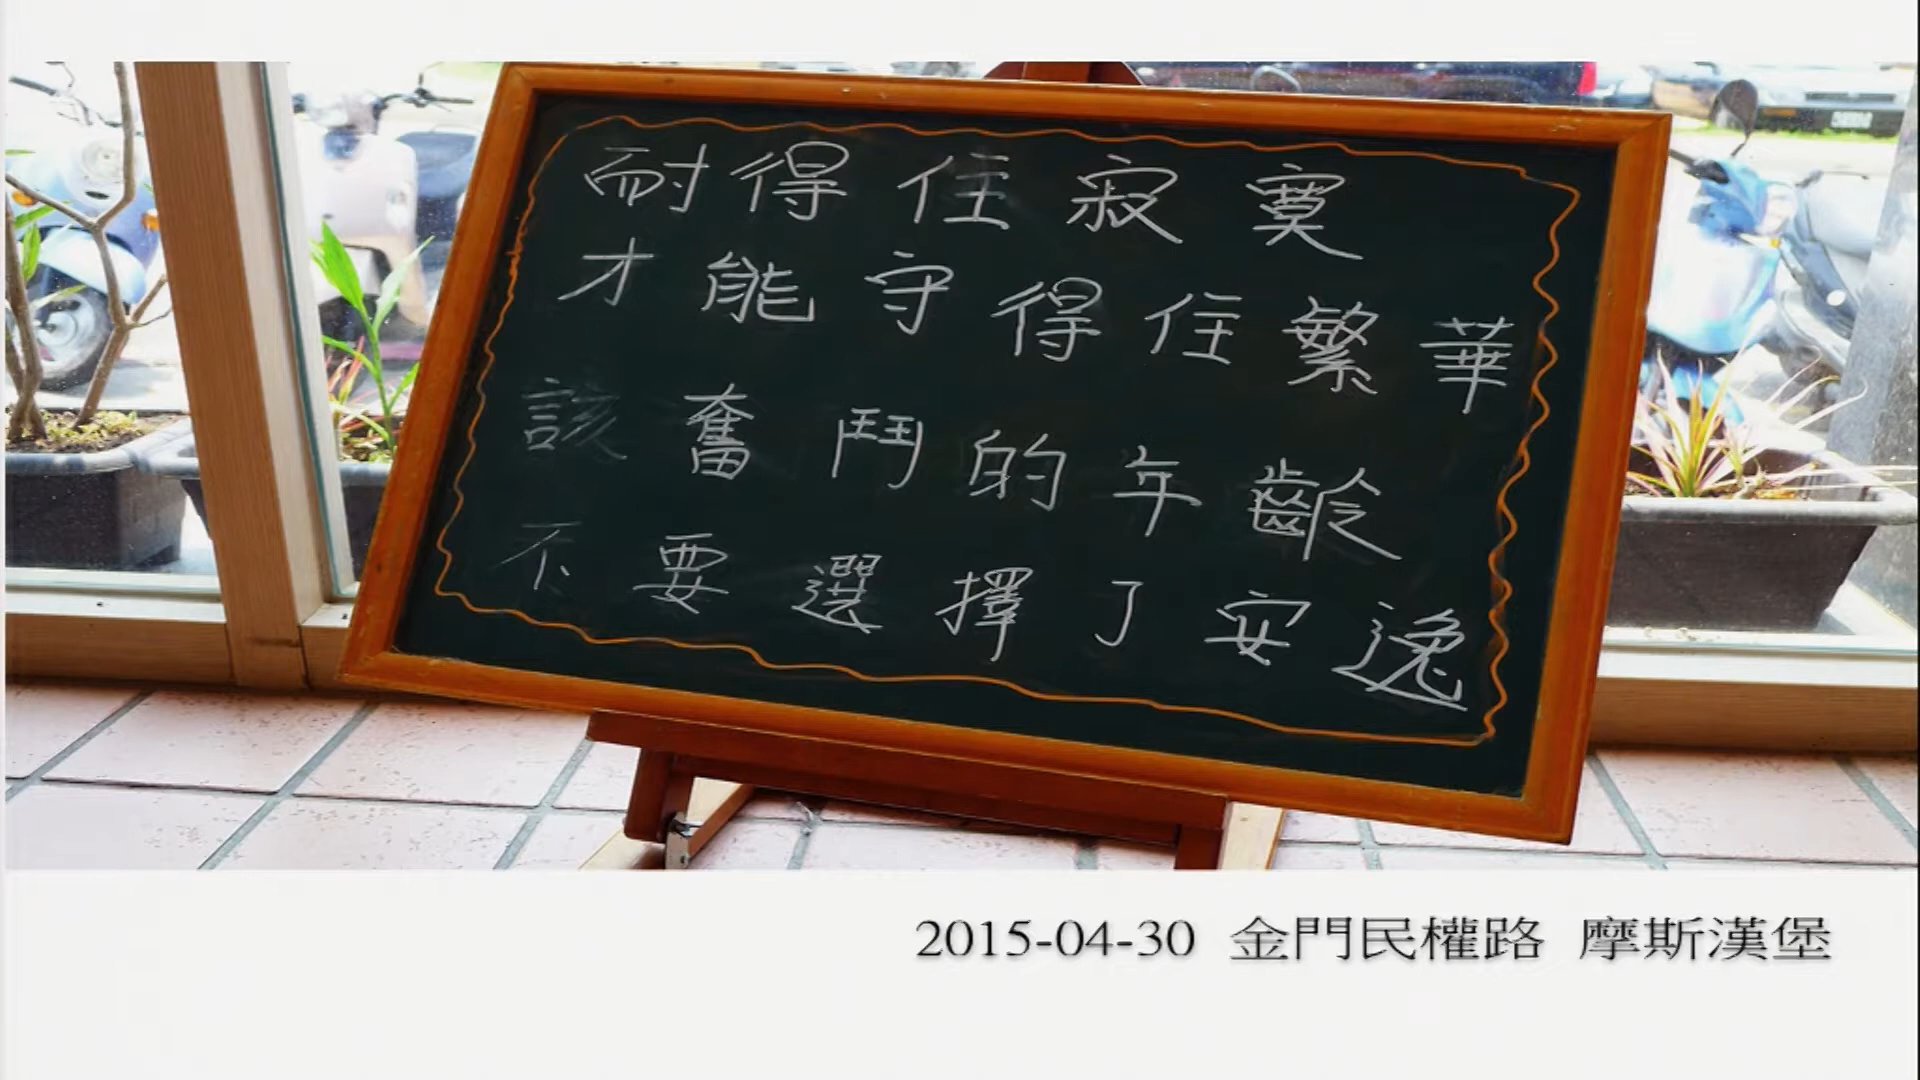 耐得住寂寞
才能守得住繁華
該奮鬥的年齡
不要選擇了安逸
2015-04-30 金門民權路 摩斯漢堡